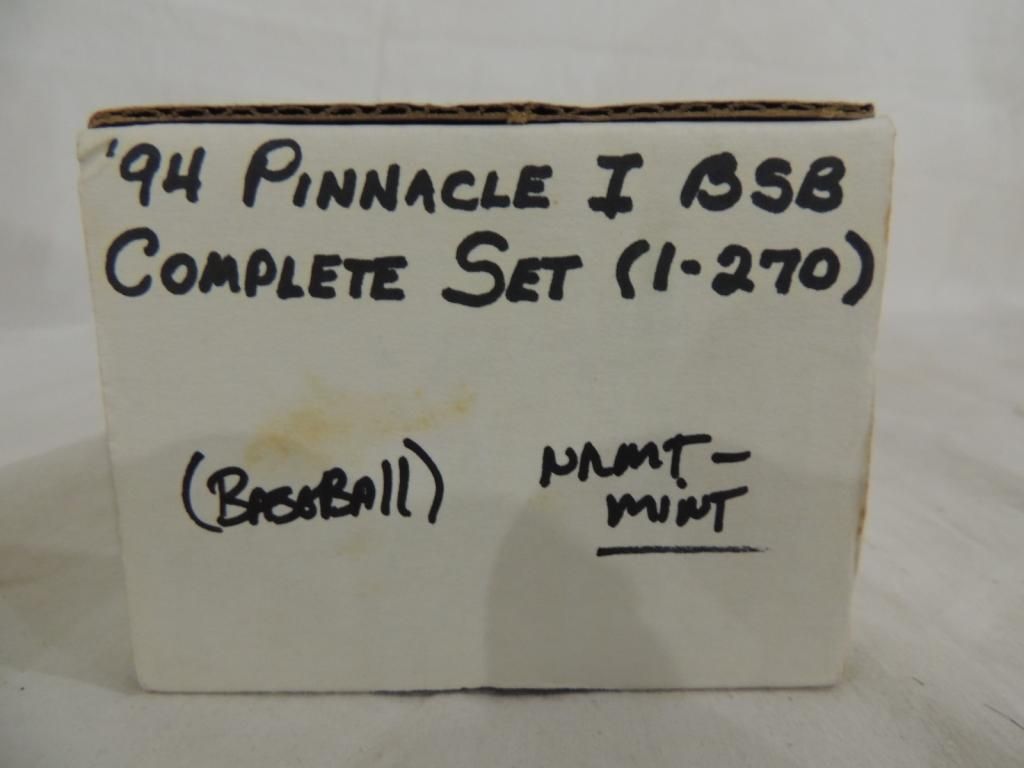 '94 PINNACLE I BSB
COMPLETE SET (1-270)
(BASEBAll)
NRMT-
MINT